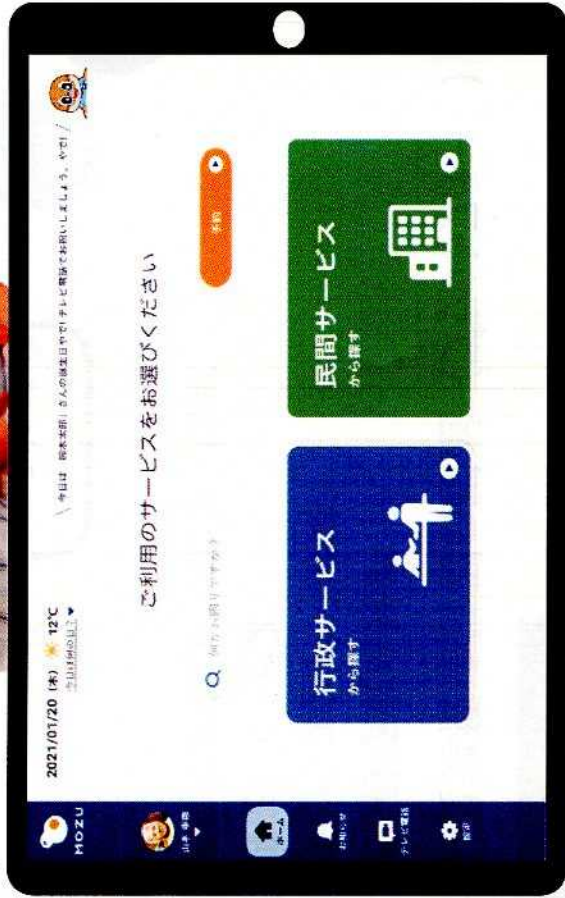 MOZU
ホーム
お知らせ
テレビ電話
設定
2021/01/20 (木) 12℃
今日は何の日？▼
ご利用のサービスをお選びください
何かお困りですか？
予約
行政サービス
から探す
民間サービス
から探す